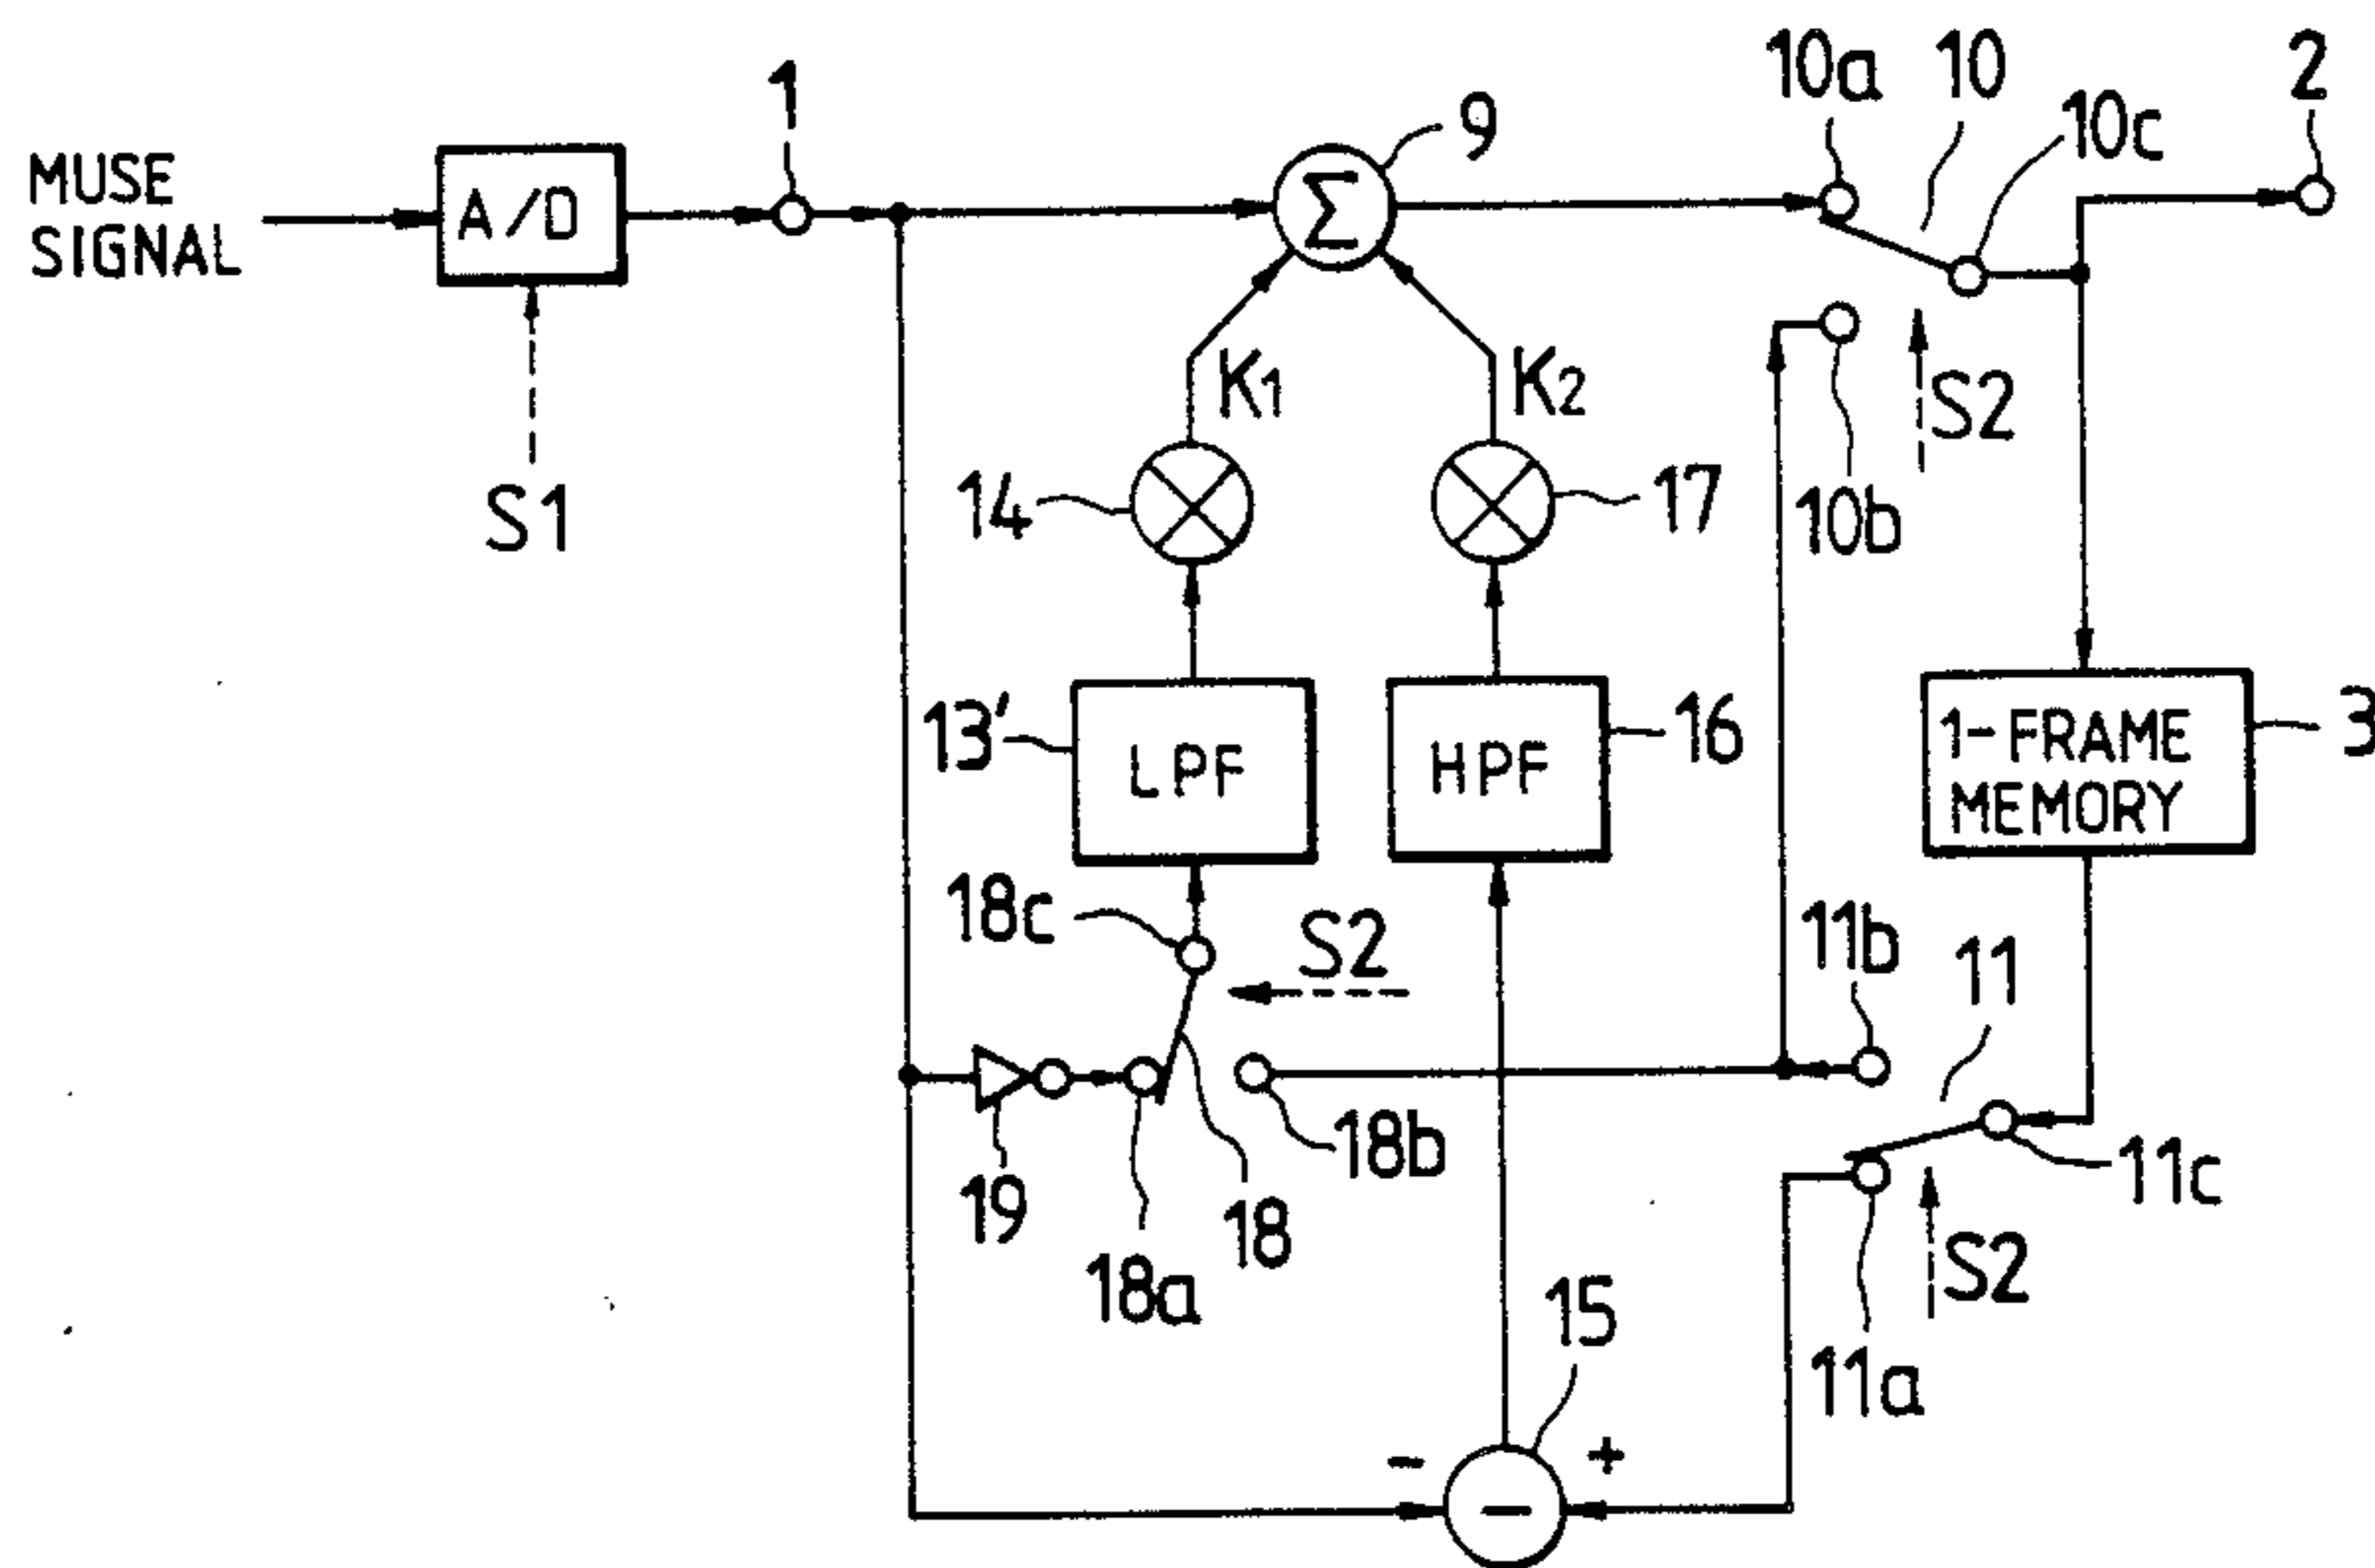 MUSE
SIGNAL
A/D
S1
1
Σ
9
10a
10
10c
2
K1
K2
S2
10b
14
17
13'
LPF
HPF
16
1-FRAME
MEMORY
3
18c
S2
11b
11
19
18a
18
18b
11c
S2
11a
15
-
+
-